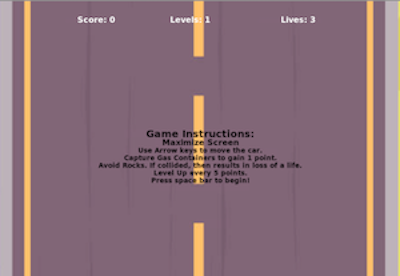 Score: 0 Levels: 1 Lives: 3
Game Instructions:
Maximize Screen
Use Arrow keys to move the car.
Capture Gas Containers to gain 1 point.
Avoid Rocks. If collided, then results in loss of a life.
Level Up every 5 points.
Press space bar to begin!